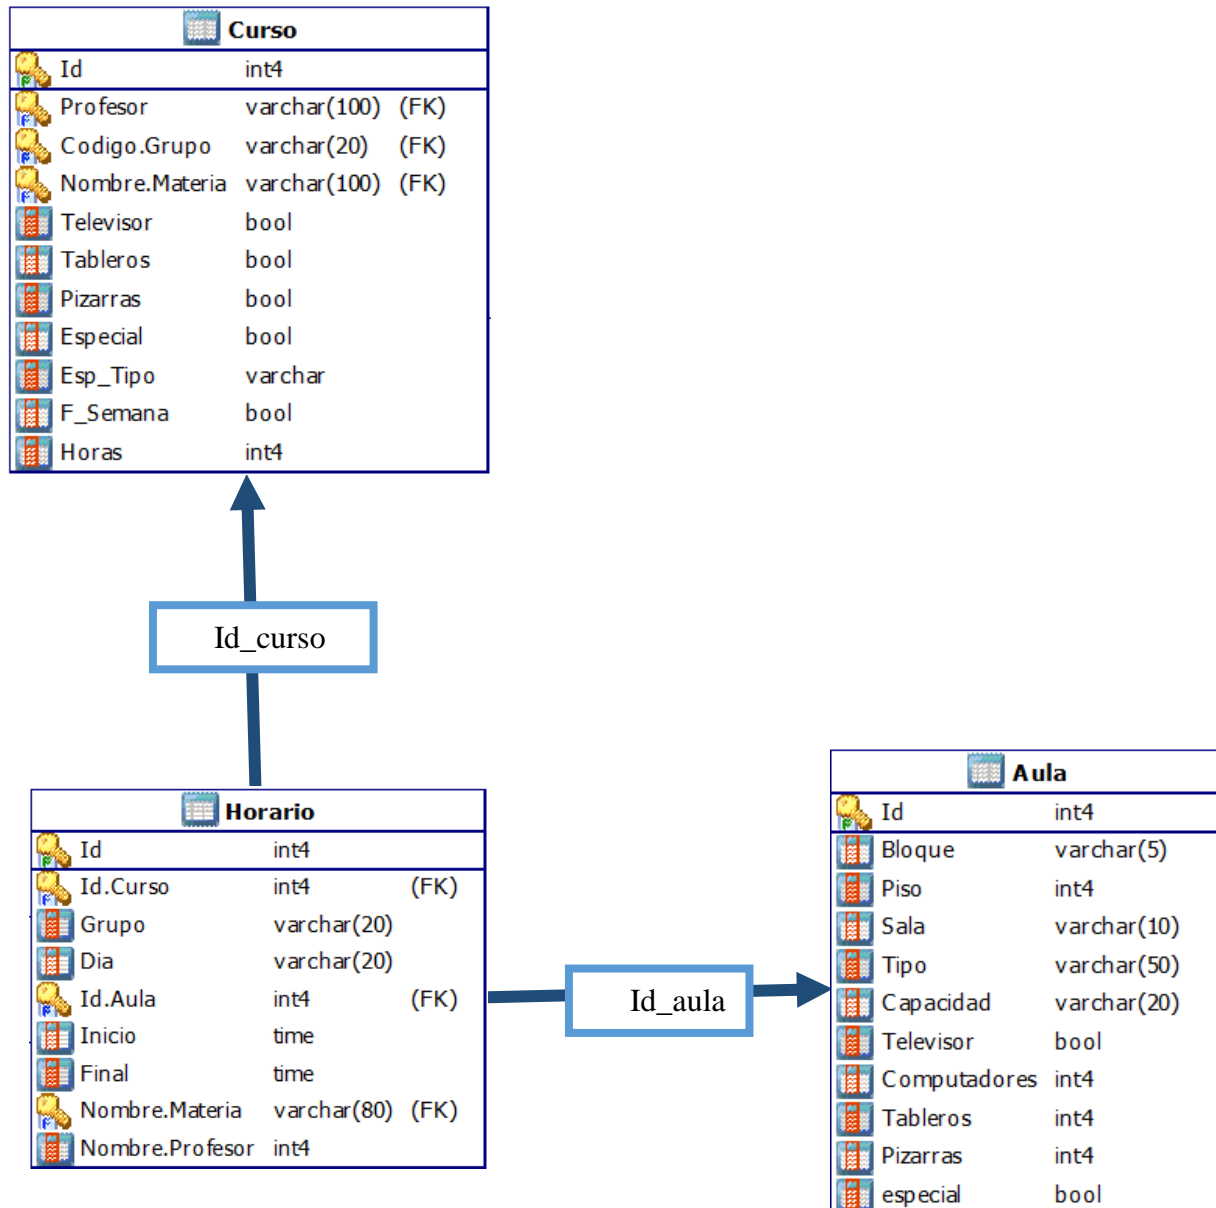 Curso
Id int4
Profesor varchar(100) (FK)
Codigo.Grupo varchar(20) (FK)
Nombre.Materia varchar(100) (FK)
Televisor bool
Tableros bool
Pizarras bool
Especial bool
Esp_Tipo varchar
F_Semana bool
Horas int4
Id_curso
Horario
Id int4
Id.Curso int4 (FK)
Grupo varchar(20)
Dia varchar(20)
Id.Aula int4 (FK)
Inicio time
Final time
Nombre.Materia varchar(80) (FK)
Nombre.Profesor int4
Id_aula
Aula
Id int4
Bloque varchar(5)
Piso int4
Sala varchar(10)
Tipo varchar(50)
Capacidad varchar(20)
Televisor bool
Computadores int4
Tableros int4
Pizarras int4
especial bool